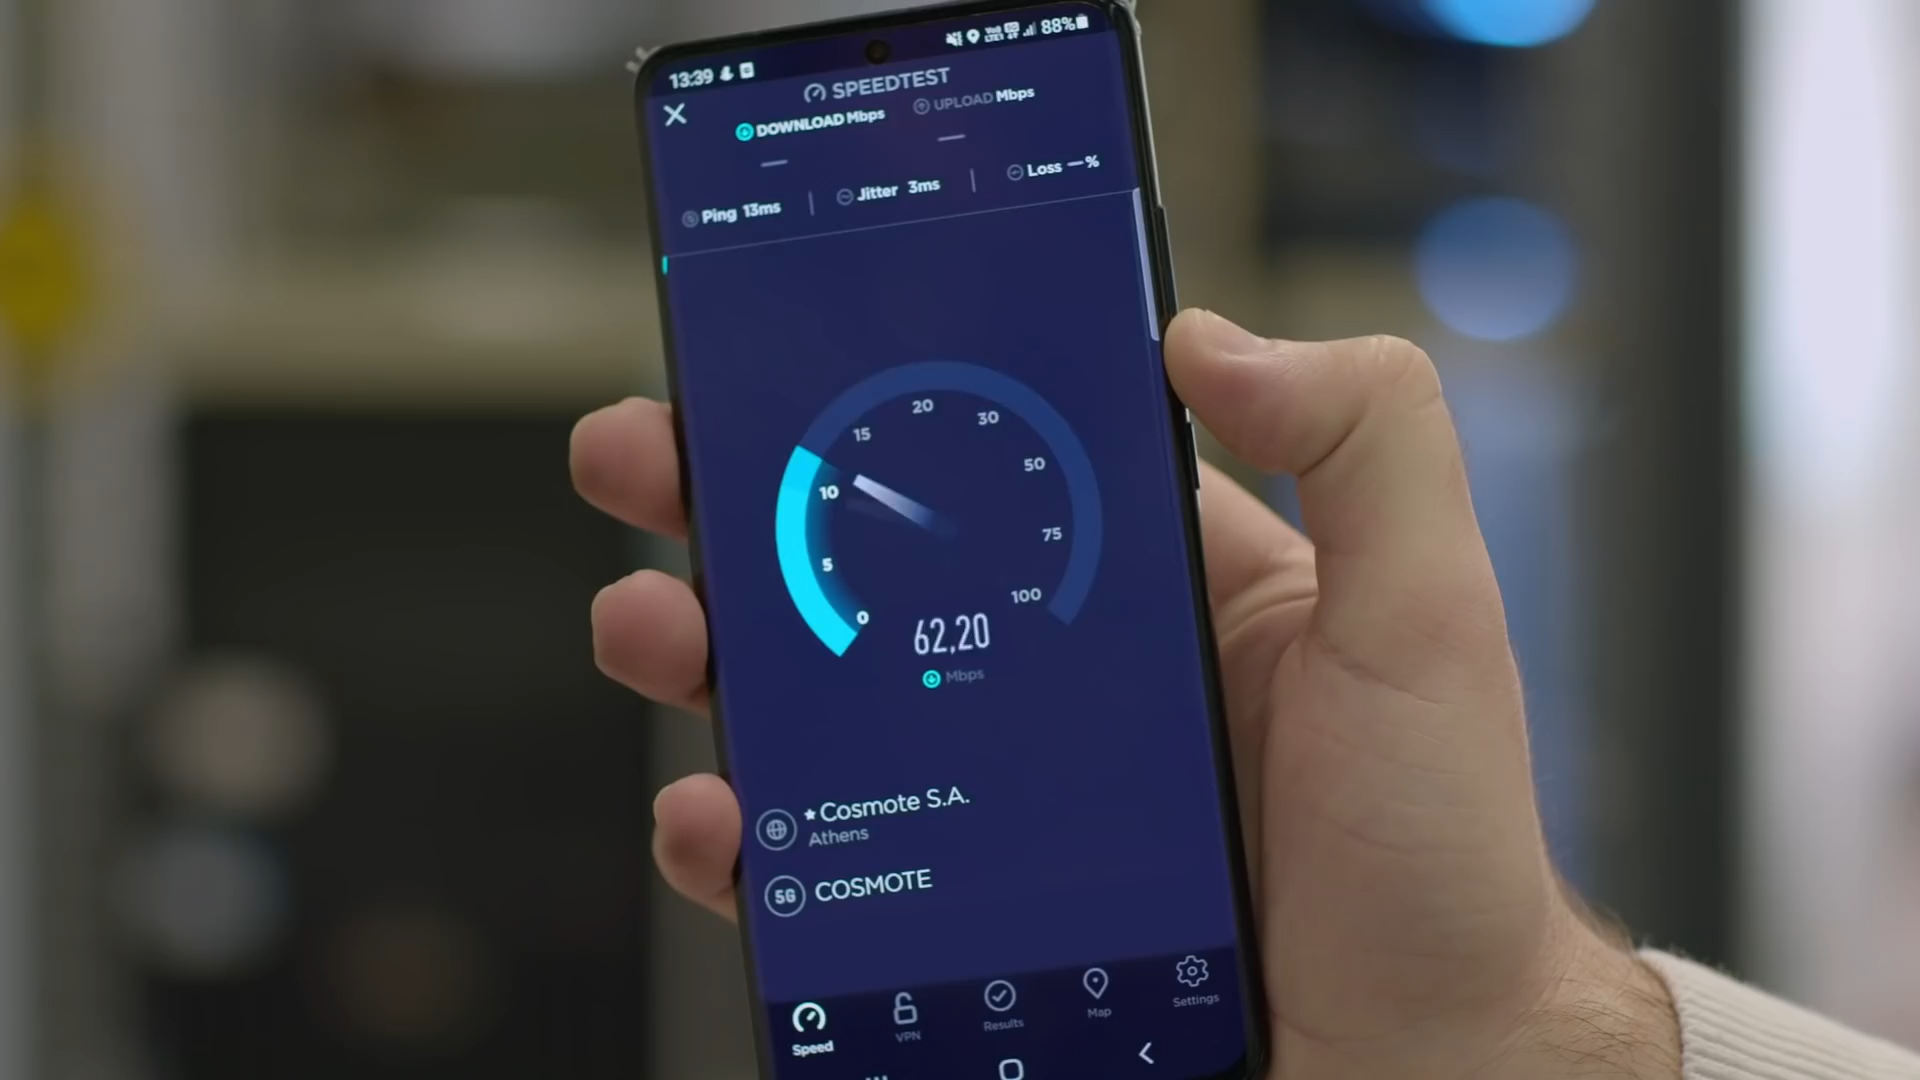 13:39
88%
SPEEDTEST
DOWNLOAD Mbps
UPLOAD Mbps
Ping 13ms
Jitter 3ms
Loss — %
0
5
10
15
20
30
50
75
100
62,20
Mbps
Cosmote S.A.
Athens
5G COSMOTE
Speed
VPN
Results
Map
Settings